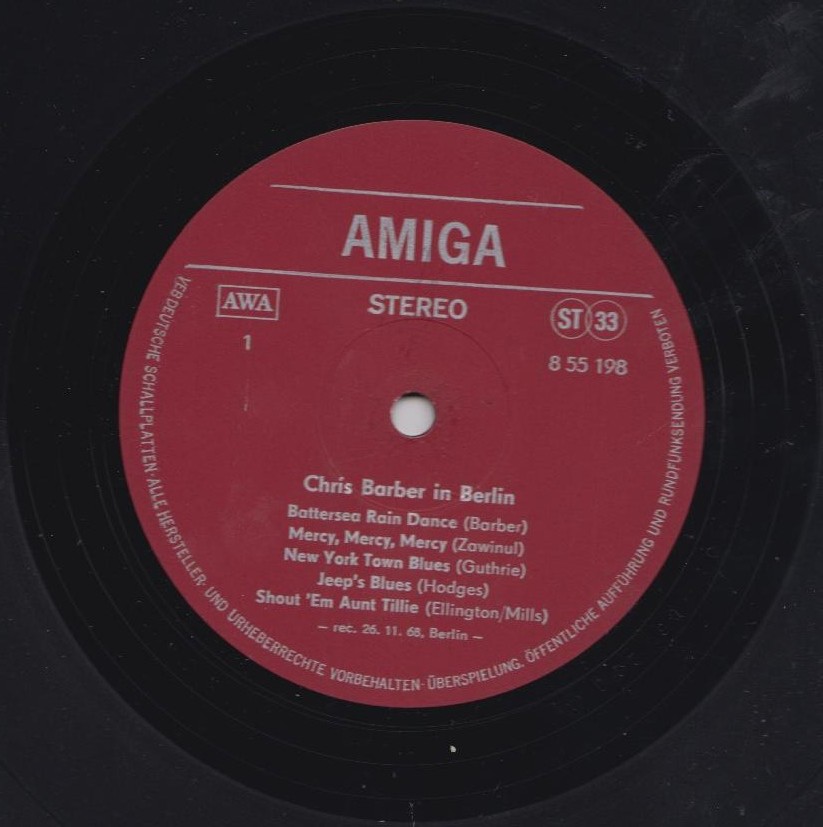 AMIGA
AWA
STEREO
ST 33
1
8 55 198
Chris Barber in Berlin
Battersea Rain Dance (Barber)
Mercy, Mercy, Mercy (Zawinul)
New York Town Blues (Guthrie)
Jeep's Blues (Hodges)
Shout 'Em Aunt Tillie (Ellington/Mills)
— rec. 26. 11. 68, Berlin —
VEB DEUTSCHE SCHALLPLATTEN · ALLE HERSTELLER- UND URHEBERRECHTE VORBEHALTEN · ÜBERSPIELUNG, ÖFFENTLICHE AUFFÜHRUNG UND RUNDFUNKSENDUNG VERBOTEN